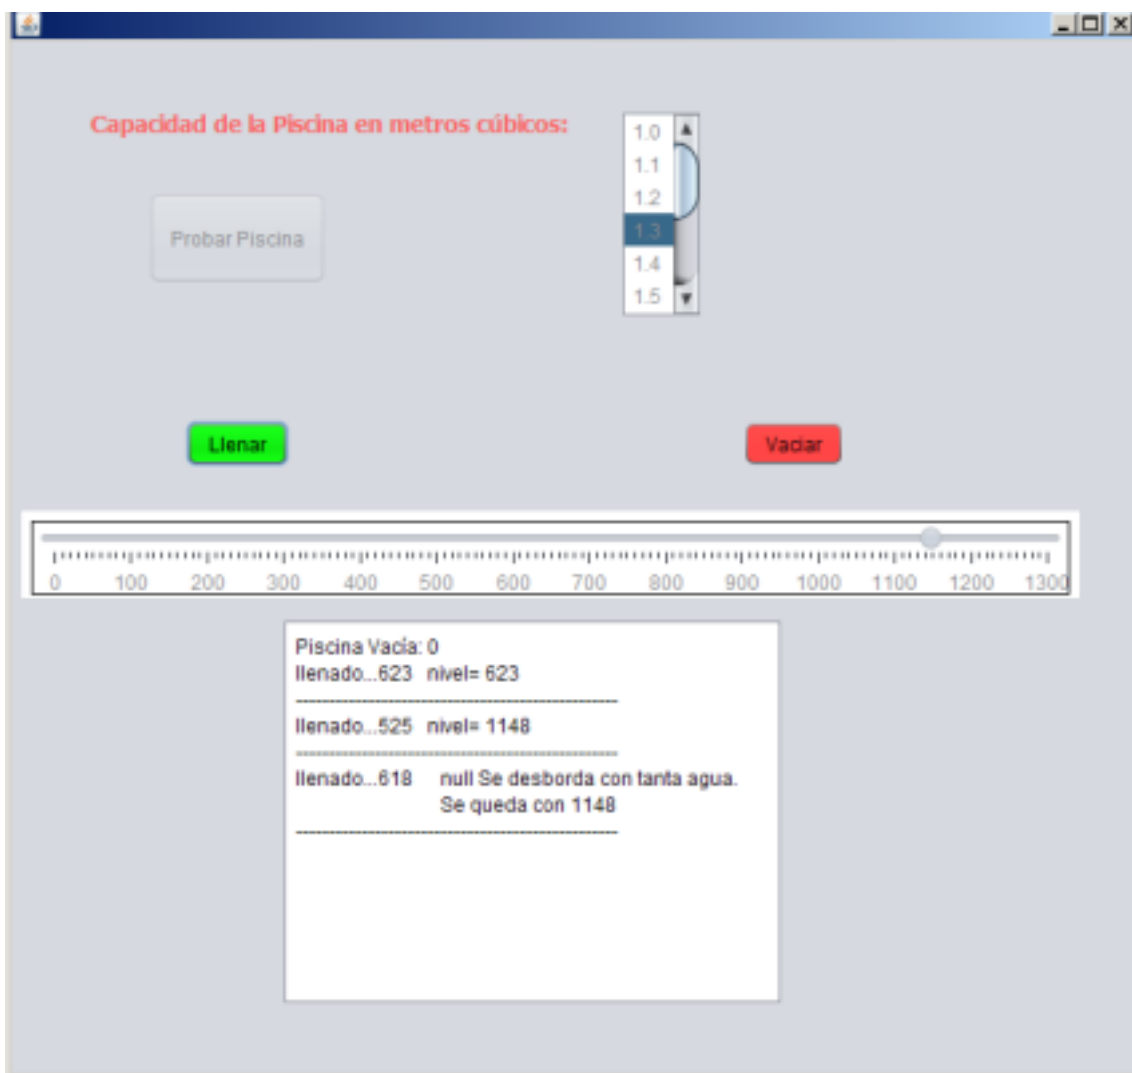 Capacidad de la Piscina en metros cúbicos:
1.0
1.1
1.2
1.3
1.4
1.5
Probar Piscina
Llenar
Vaciar
0 100 200 300 400 500 600 700 800 900 1000 1100 1200 1300
Piscina Vacía: 0
llenado...623 nivel= 623
------------------------------------------------------
llenado...525 nivel= 1148
------------------------------------------------------
llenado...618 null Se desborda con tanta agua.
Se queda con 1148
------------------------------------------------------